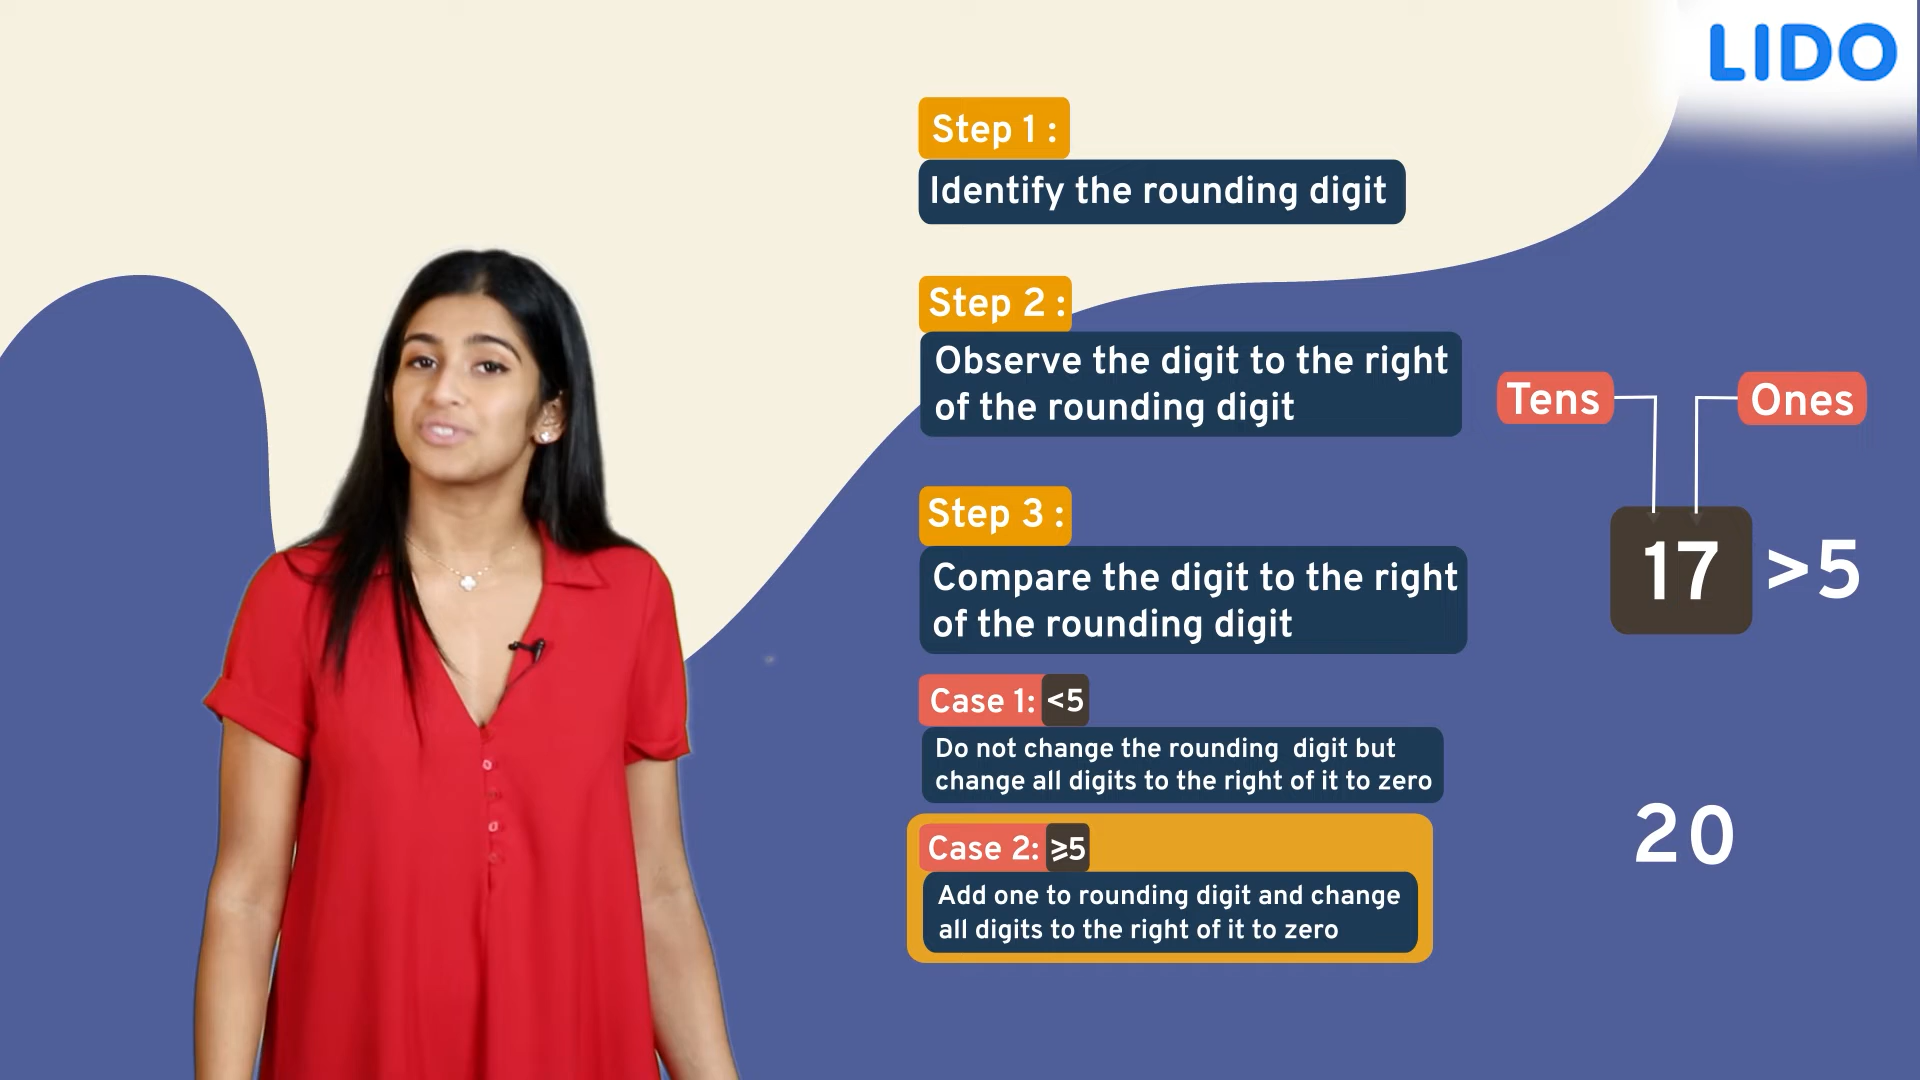 LIDO
Step 1 :
Identify the rounding digit
Step 2 :
Observe the digit to the right
of the rounding digit
Tens
Ones
Step 3 :
Compare the digit to the right
of the rounding digit
17 >5
Case 1: <5
Do not change the rounding digit but
change all digits to the right of it to zero
Case 2: ⩾5
Add one to rounding digit and change
all digits to the right of it to zero
20